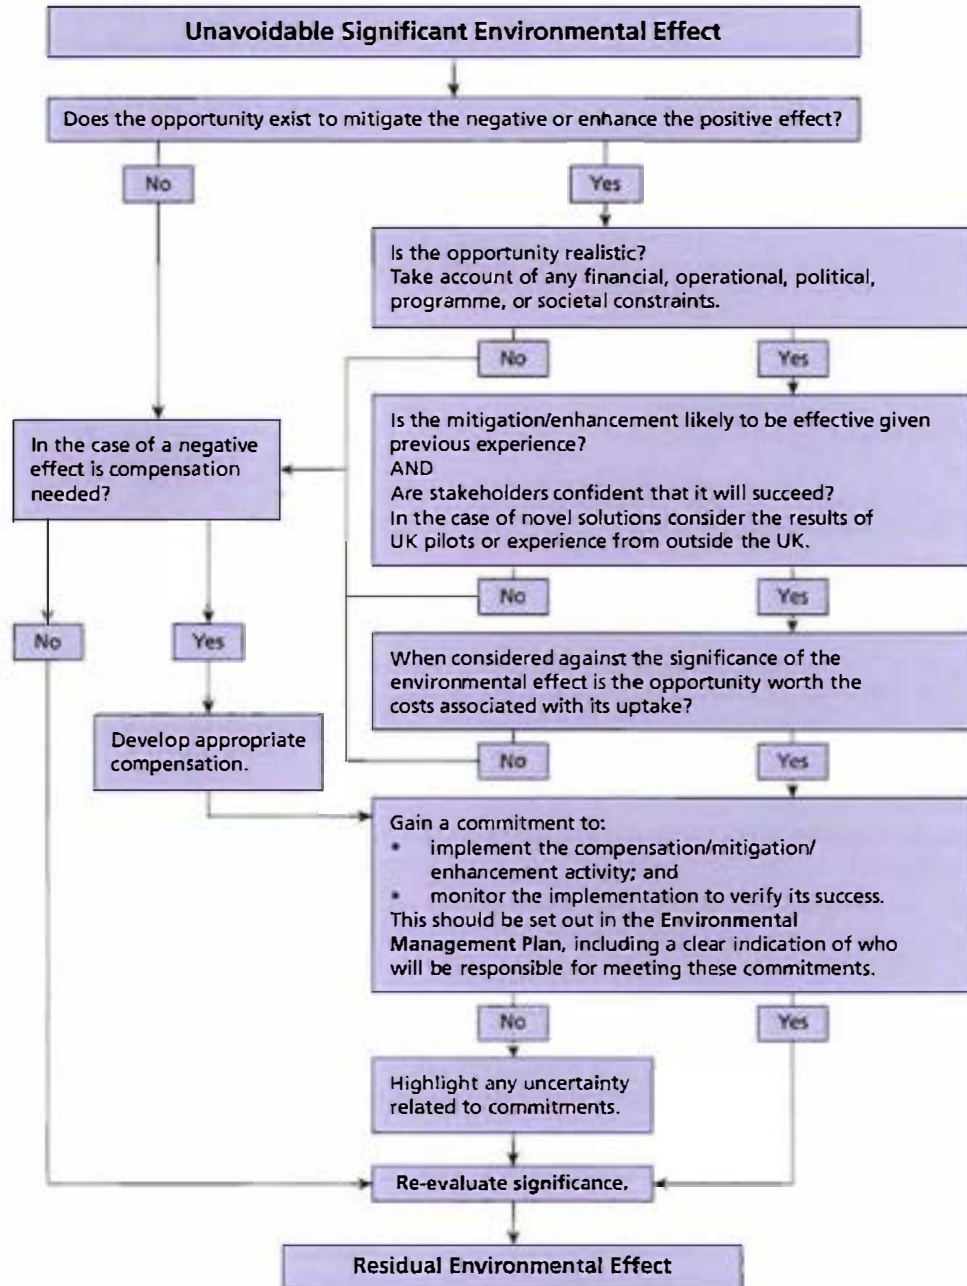 Unavoidable Significant Environmental Effect
Does the opportunity exist to mitigate the negative or enhance the positive effect?
No
Yes
Is the opportunity realistic?
Take account of any financial, operational, political,
programme, or societal constraints.
No
Yes
In the case of a negative
effect is compensation
needed?
Is the mitigation/enhancement likely to be effective given
previous experience?
AND
Are stakeholders confident that it will succeed?
In the case of novel solutions consider the results of
UK pilots or experience from outside the UK.
No
Yes
No
Yes
When considered against the significance of the
environmental effect is the opportunity worth the
costs associated with its uptake?
Develop appropriate
compensation.
No
Yes
Gain a commitment to:
• implement the compensation/mitigation/
enhancement activity; and
• monitor the implementation to verify its success.
This should be set out in the Environmental
Management Plan, including a clear indication of who
will be responsible for meeting these commitments.
No
Yes
Highlight any uncertainty
related to commitments.
Re-evaluate significance.
Residual Environmental Effect